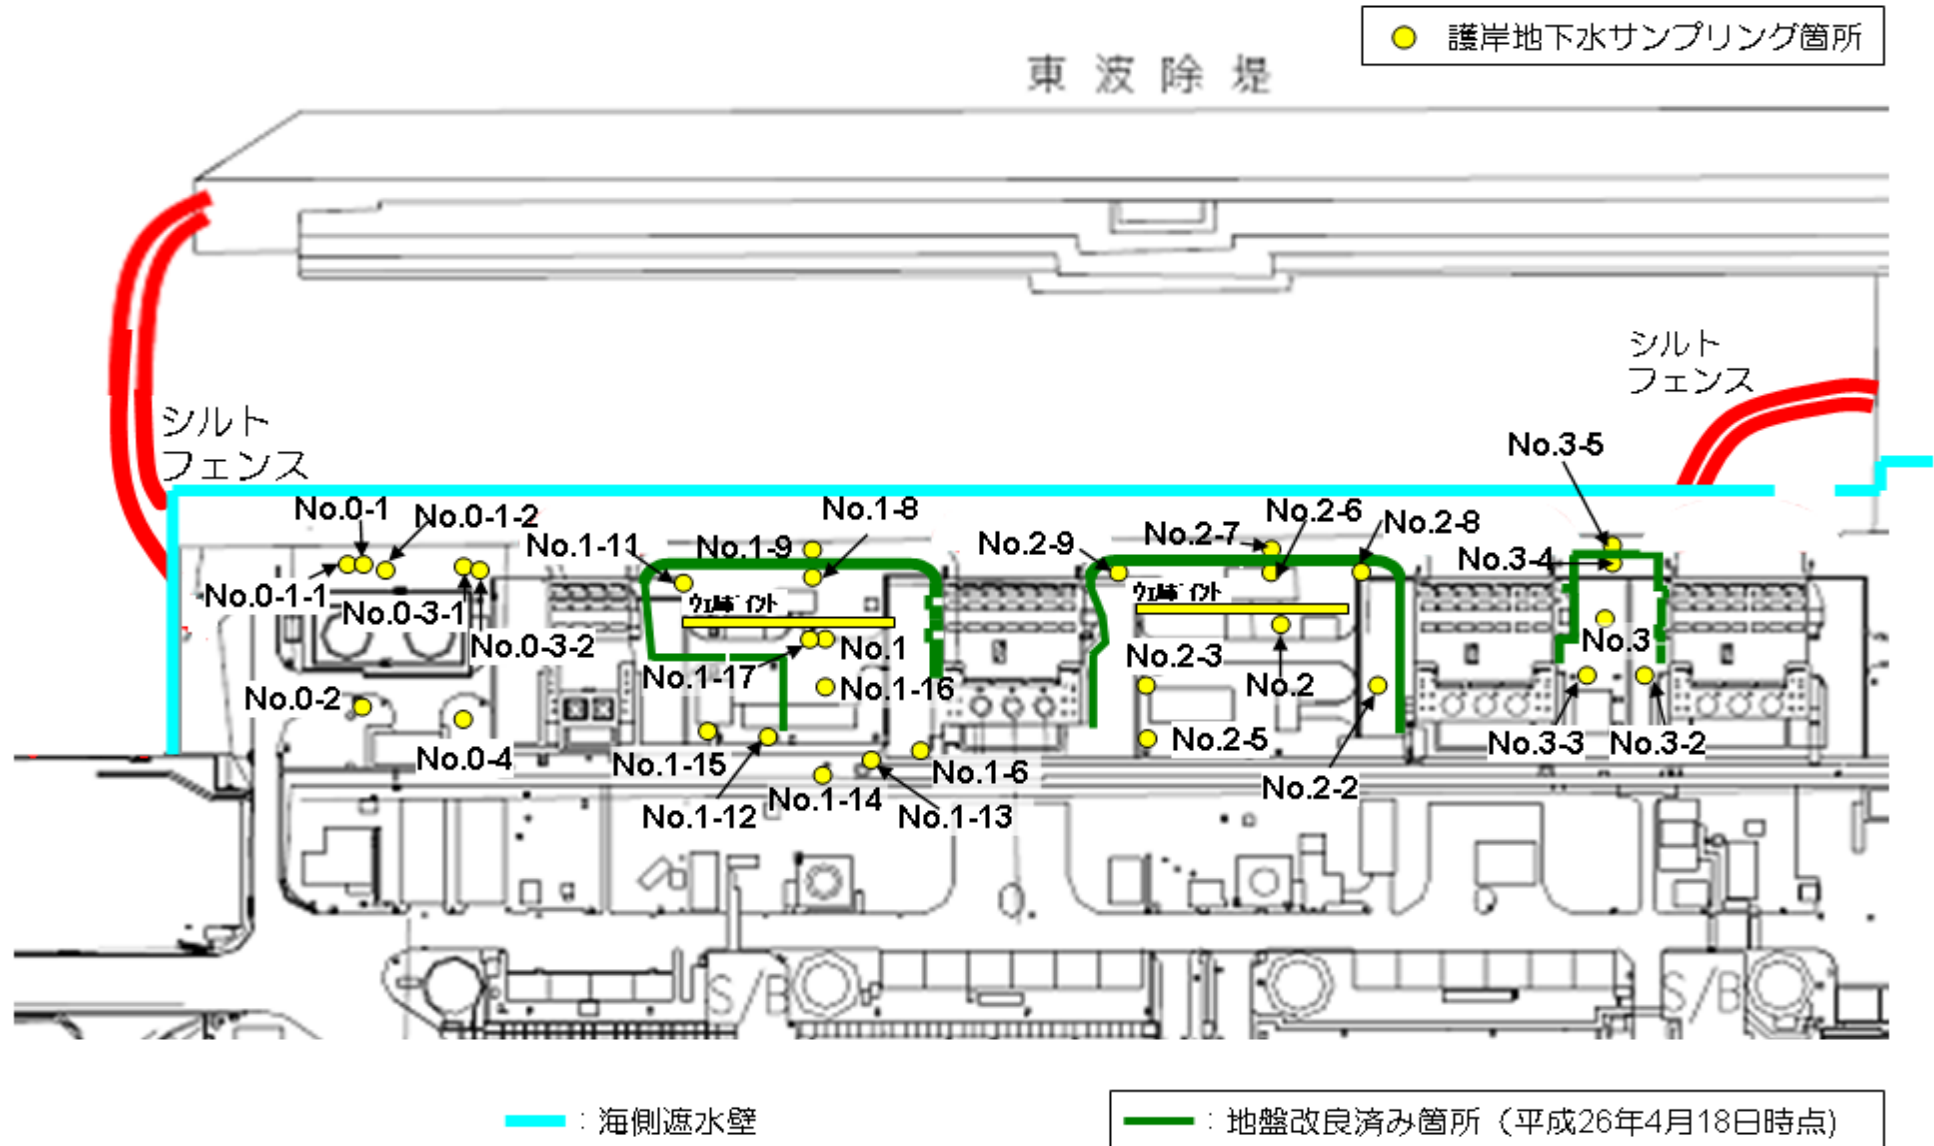 護岸地下水サンプリング箇所
東波除堤
シルト
フェンス
シルト
フェンス
No.3-5
No.0-1
No.0-1-2
No.1-8
No.2-6
No.2-8
No.1-11
No.1-9
No.2-9
No.2-7
No.3-4
No.0-1-1
No.0-3-1
ウェルポイント
ウェルポイント
No.0-3-2
No.1
No.3
No.1-17
No.2-3
No.1-16
No.2
No.0-2
No.0-4
No.1-15
No.2-5
No.3-3
No.3-2
No.1-6
No.1-14
No.2-2
No.1-12
No.1-13
S/B
S/B
：海側遮水壁
：地盤改良済み箇所（平成26年4月18日時点)